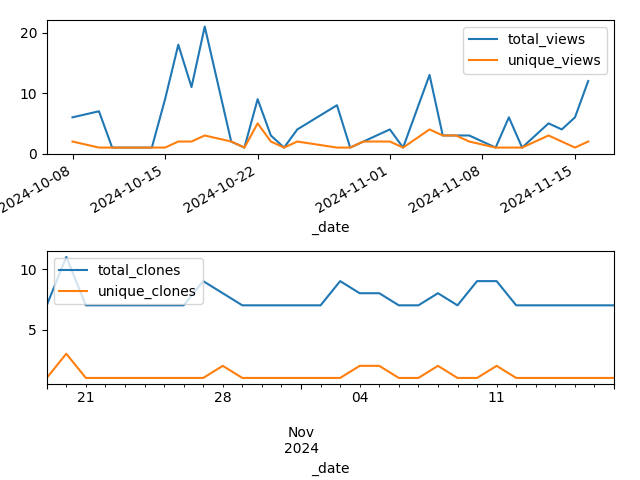 20
10
0
total_views
unique_views
2024-10-08
2024-10-15
2024-10-22
2024-11-01
2024-11-08
2024-11-15
_date
10
5
total_clones
unique_clones
21
28
04
11
Nov
2024
_date